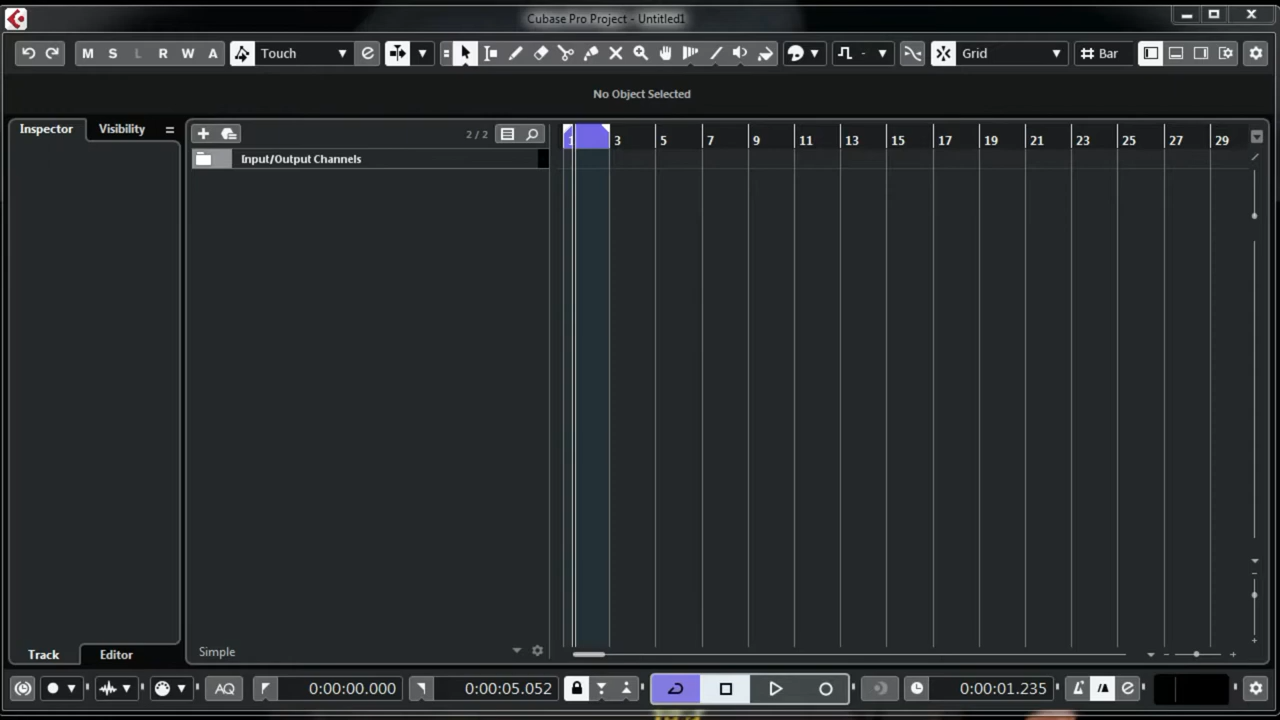 Cubase Pro Project - Untitled1
M S L R W A Touch e Grid Bar
No Object Selected
Inspector Visibility 2 / 2 1 3 5 7 9 11 13 15 17 19 21 23 25 27 29
Input/Output Channels
Simple
Track Editor
AQ 0:00:00.000 0:00:05.052 0:00:01.235 e